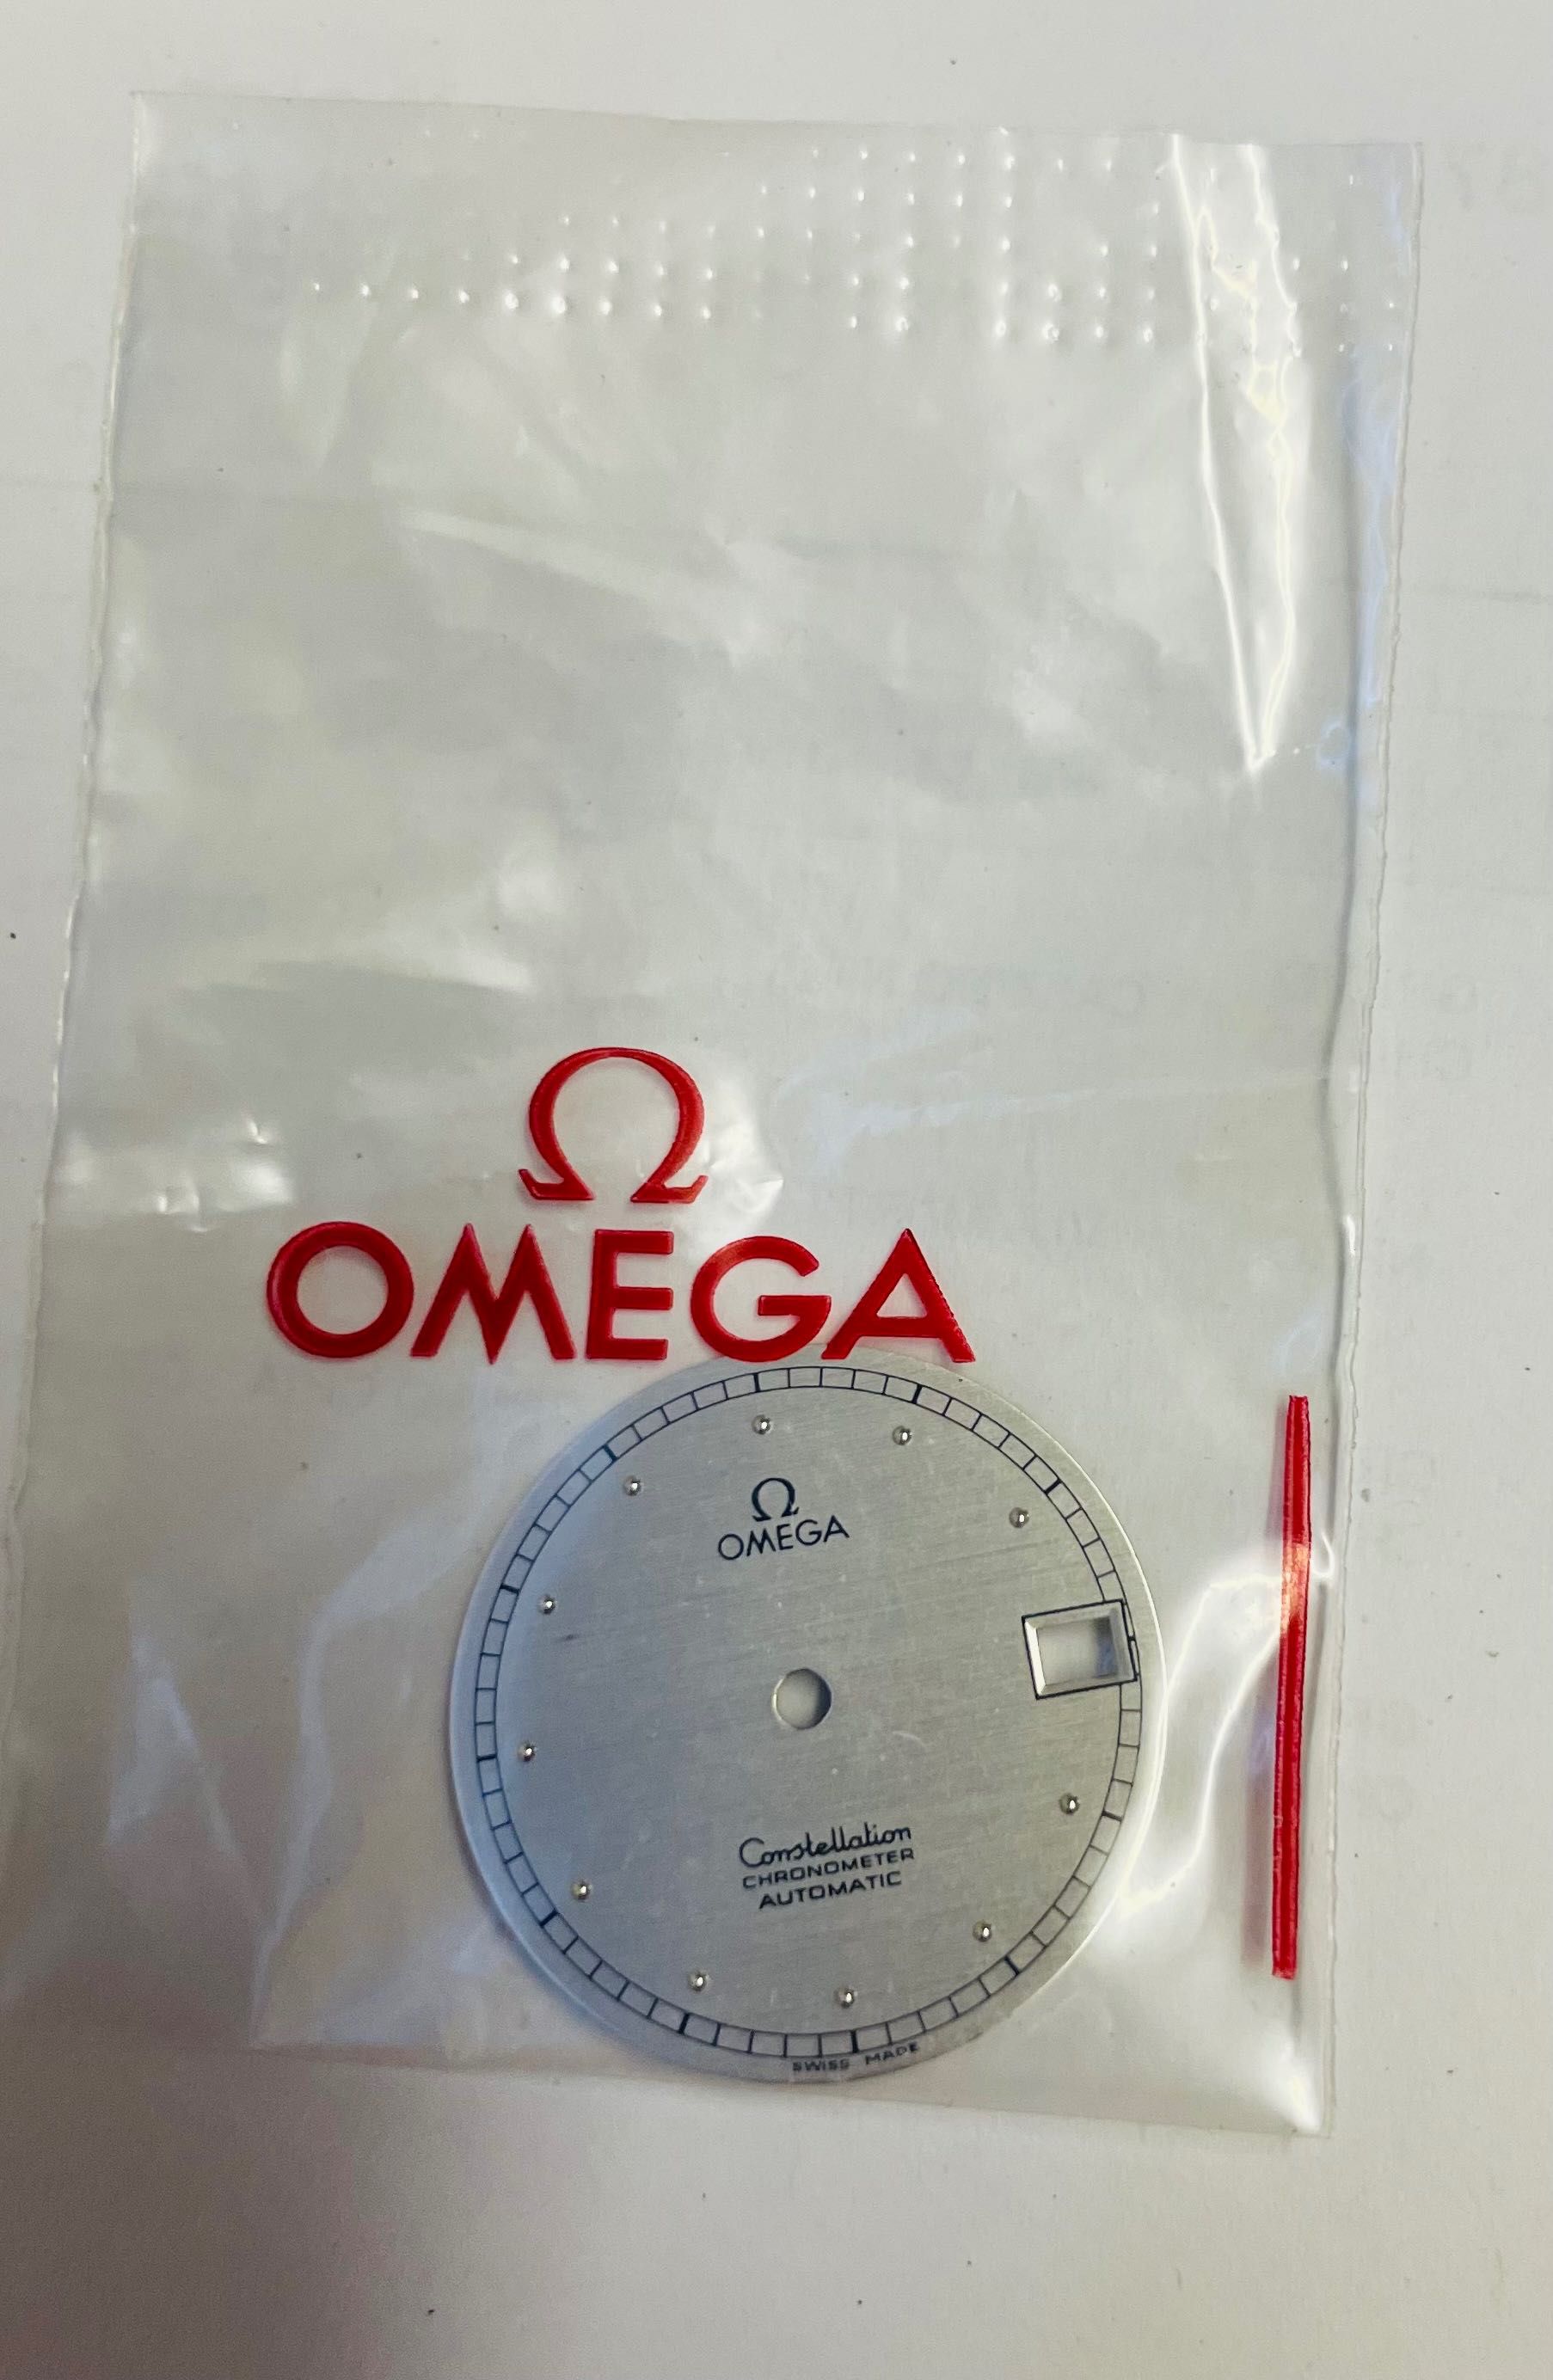 Ω
OMEGA
Ω
OMEGA
Constellation
CHRONOMETER
AUTOMATIC
SWISS MADE